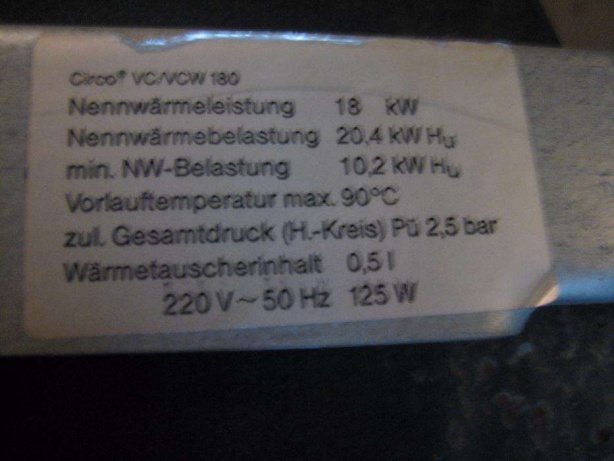 Circo® VC/VCW 180
Nennwärmeleistung 18 kW
Nennwärmebelastung 20,4 kW Hu
min. NW-Belastung 10,2 kW Hu
Vorlauftemperatur max. 90°C
zul. Gesamtdruck (H.-Kreis) Pü 2,5 bar
Wärmetauscherinhalt 0,5 l
220 V~ 50 Hz 125 W